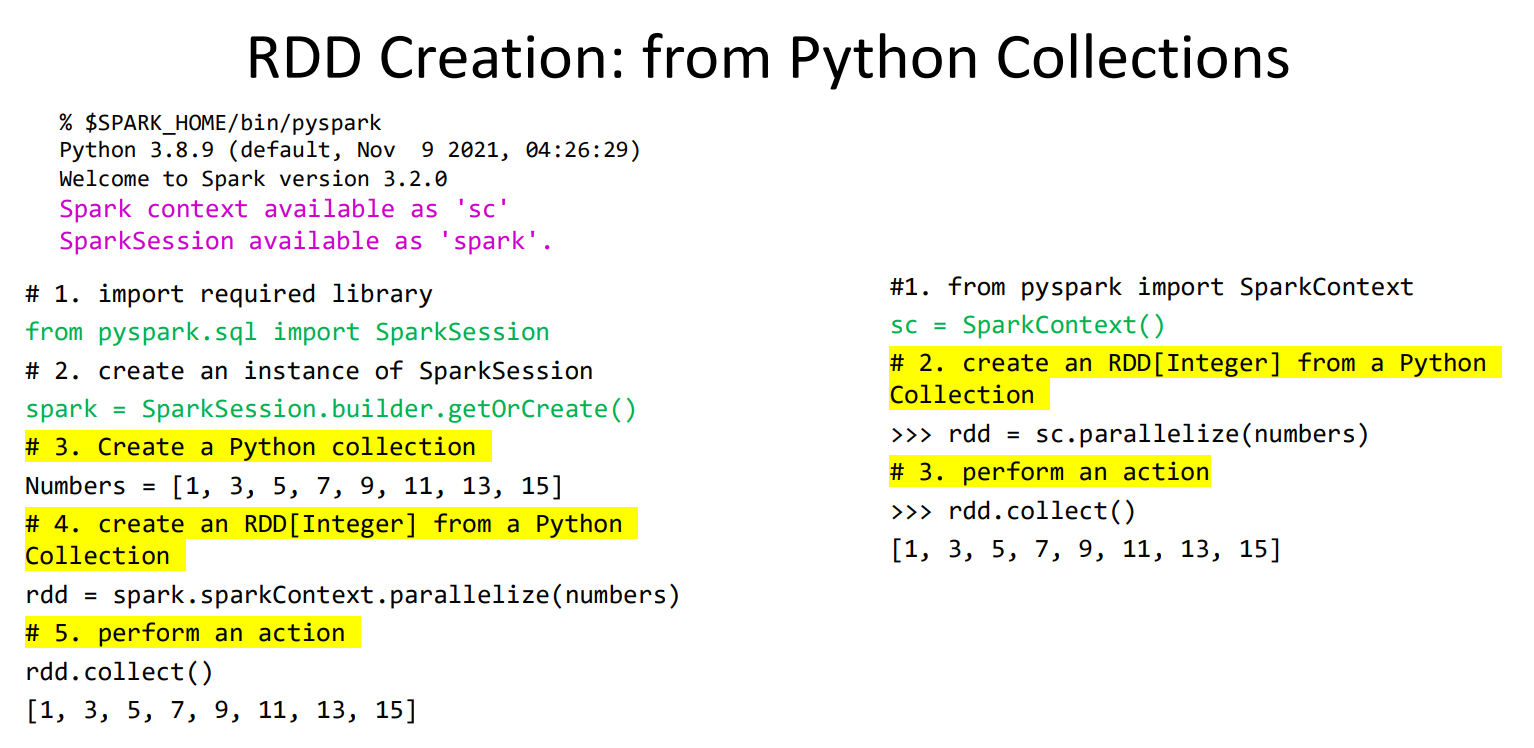 RDD Creation: from Python Collections
% $SPARK_HOME/bin/pyspark
Python 3.8.9 (default, Nov  9 2021, 04:26:29)
Welcome to Spark version 3.2.0
Spark context available as 'sc'
SparkSession available as 'spark'.
# 1. import required library
from pyspark.sql import SparkSession
# 2. create an instance of SparkSession
spark = SparkSession.builder.getOrCreate()
# 3. Create a Python collection
Numbers = [1, 3, 5, 7, 9, 11, 13, 15]
# 4. create an RDD[Integer] from a Python
Collection
rdd = spark.sparkContext.parallelize(numbers)
# 5. perform an action
rdd.collect()
[1, 3, 5, 7, 9, 11, 13, 15]
#1. from pyspark import SparkContext
sc = SparkContext()
# 2. create an RDD[Integer] from a Python
Collection
>>> rdd = sc.parallelize(numbers)
# 3. perform an action
>>> rdd.collect()
[1, 3, 5, 7, 9, 11, 13, 15]